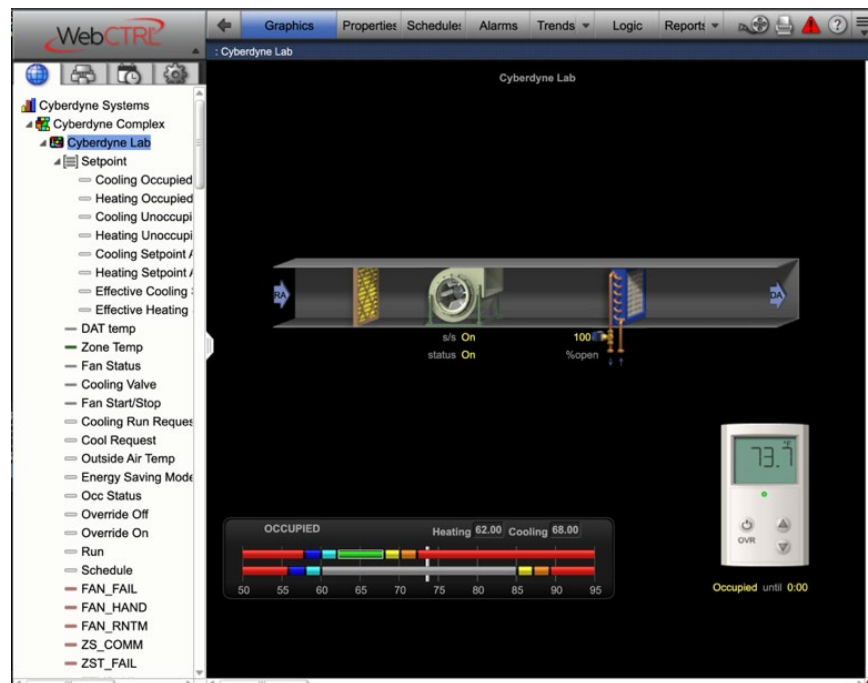 WebCTRL
Graphics Properties Schedules Alarms Trends Logic Reports
: Cyberdyne Lab
Cyberdyne Lab
Cyberdyne Systems
Cyberdyne Complex
Cyberdyne Lab
Setpoint
Cooling Occupied
Heating Occupied
Cooling Unoccupi
Heating Unoccupi
Cooling Setpoint A
Heating Setpoint A
Effective Cooling
Effective Heating
DAT temp
Zone Temp
Fan Status
Cooling Valve
Fan Start/Stop
Cooling Run Reques
Cool Request
Outside Air Temp
Energy Saving Mode
Occ Status
Override Off
Override On
Run
Schedule
FAN_FAIL
FAN_HAND
FAN_RNTM
ZS_COMM
ZST_FAIL
RA
DA
s/s On
status On
100
%open
73.7 °F
OVR
Occupied until 0:00
OCCUPIED Heating 62.00 Cooling 68.00
50 55 60 65 70 75 80 85 90 95